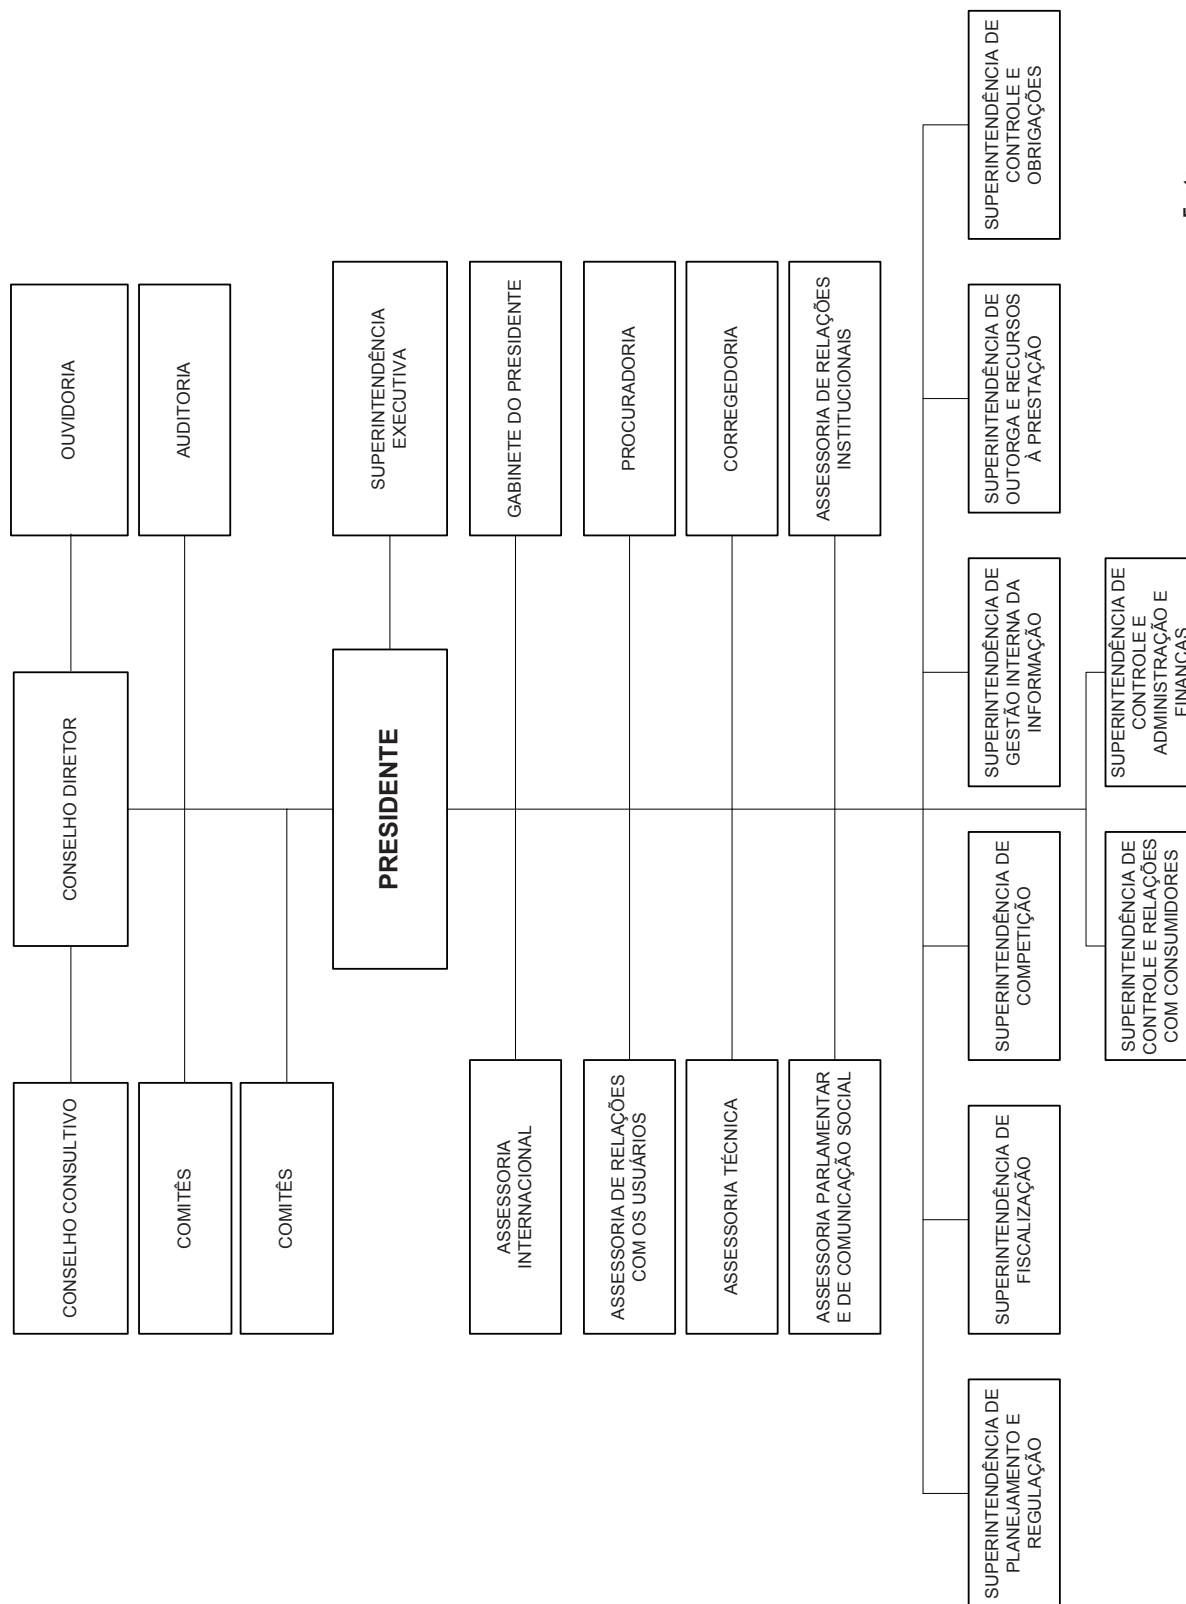 CONSELHO CONSULTIVO
CONSELHO DIRETOR
OUVIDORIA
COMITÊS
AUDITORIA
COMITÊS
PRESIDENTE
SUPERINTENDÊNCIA
EXECUTIVA
ASSESSORIA
INTERNACIONAL
GABINETE DO PRESIDENTE
ASSESSORIA DE RELAÇÕES
COM OS USUÁRIOS
PROCURADORIA
ASSESSORIA TÉCNICA
CORREGEDORIA
ASSESSORIA PARLAMENTAR
E DE COMUNICAÇÃO SOCIAL
ASSESSORIA DE RELAÇÕES
INSTITUCIONAIS
SUPERINTENDÊNCIA DE
PLANEJAMENTO E
REGULAÇÃO
SUPERINTENDÊNCIA DE
FISCALIZAÇÃO
SUPERINTENDÊNCIA DE
COMPETIÇÃO
SUPERINTENDÊNCIA DE
GESTÃO INTERNA DA
INFORMAÇÃO
SUPERINTENDÊNCIA DE
OUTORGA E RECURSOS
À PRESTAÇÃO
SUPERINTENDÊNCIA DE
CONTROLE E
OBRIGAÇÕES
SUPERINTENDÊNCIA DE
CONTROLE E RELAÇÕES
COM CONSUMIDORES
SUPERINTENDÊNCIA DE
CONTROLE E
ADMINISTRAÇÃO E
FINANÇAS